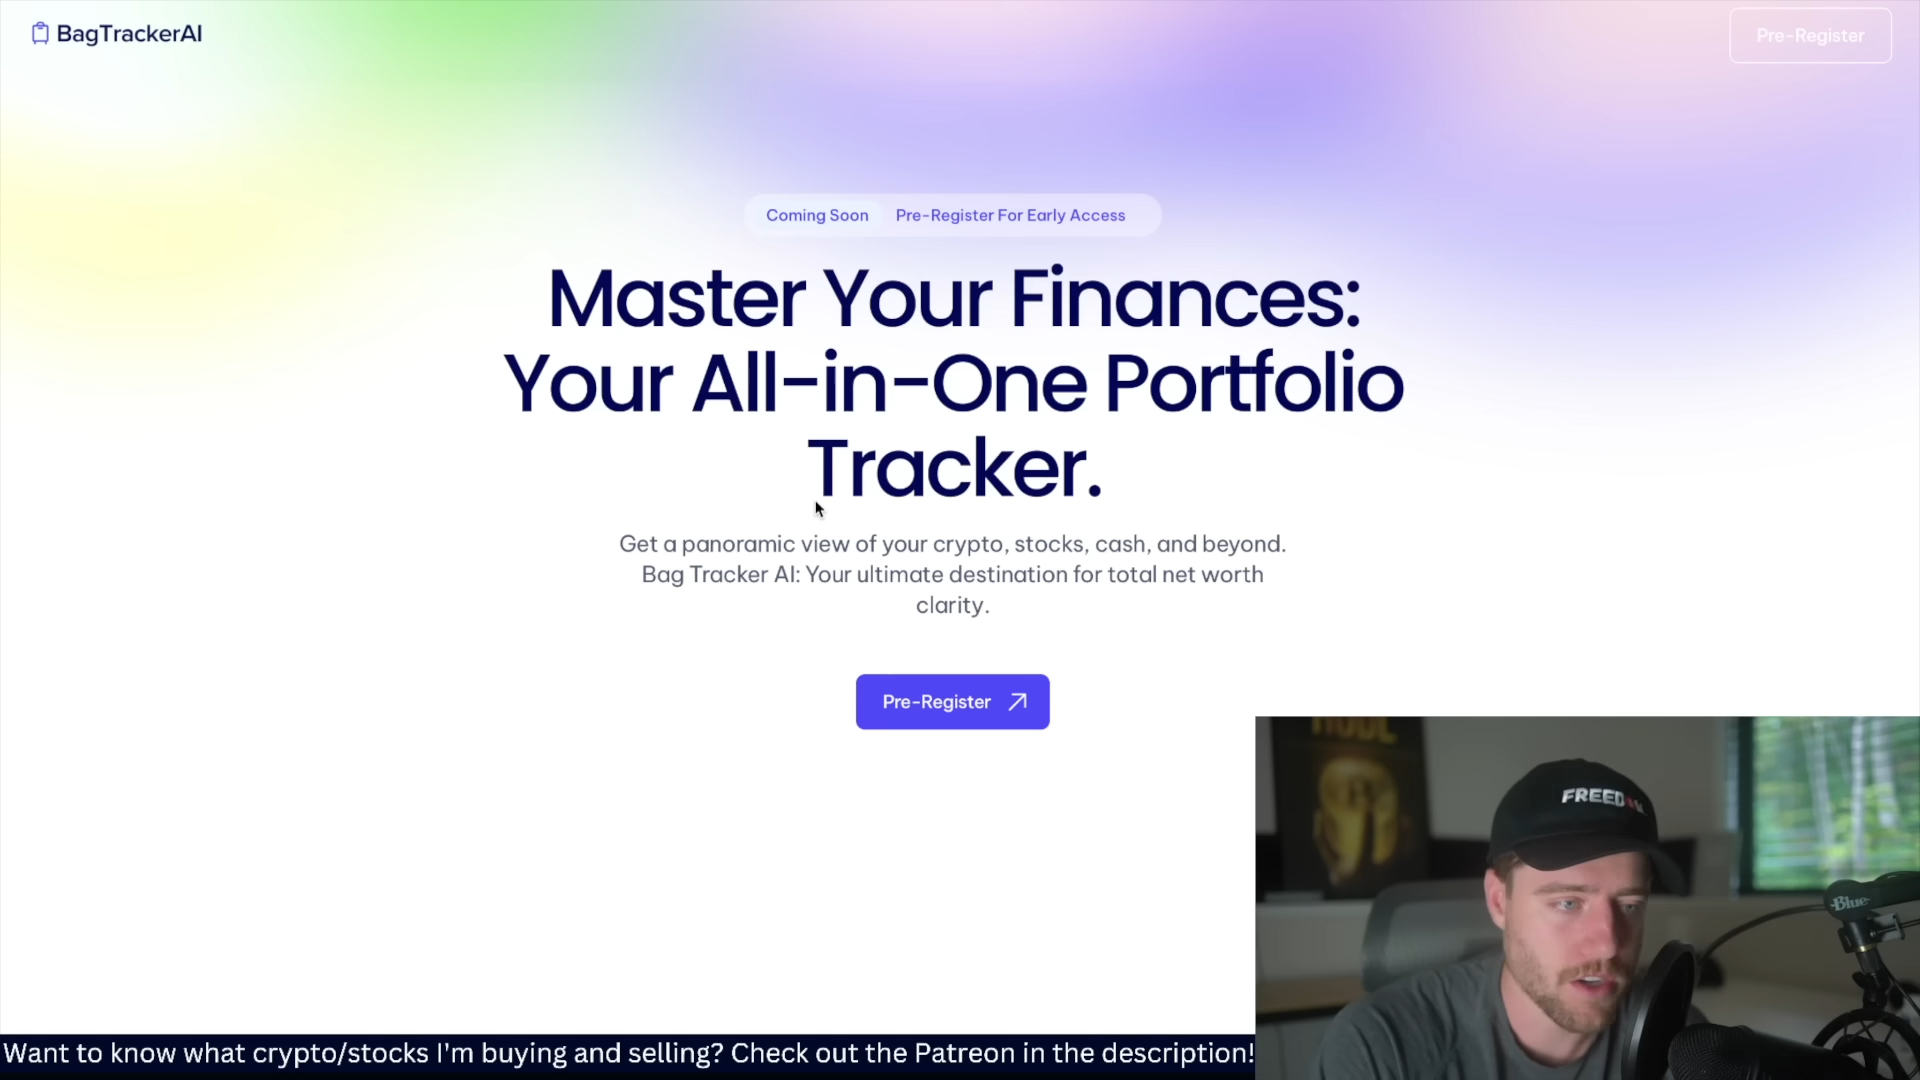 BagTrackerAI
Pre-Register
Coming Soon Pre-Register For Early Access
Master Your Finances:
Your All-in-One Portfolio
Tracker.
Get a panoramic view of your crypto, stocks, cash, and beyond.
Bag Tracker AI: Your ultimate destination for total net worth
clarity.
Pre-Register
HODL
FREEDOM
Blue
Want to know what crypto/stocks I'm buying and selling? Check out the Patreon in the description!